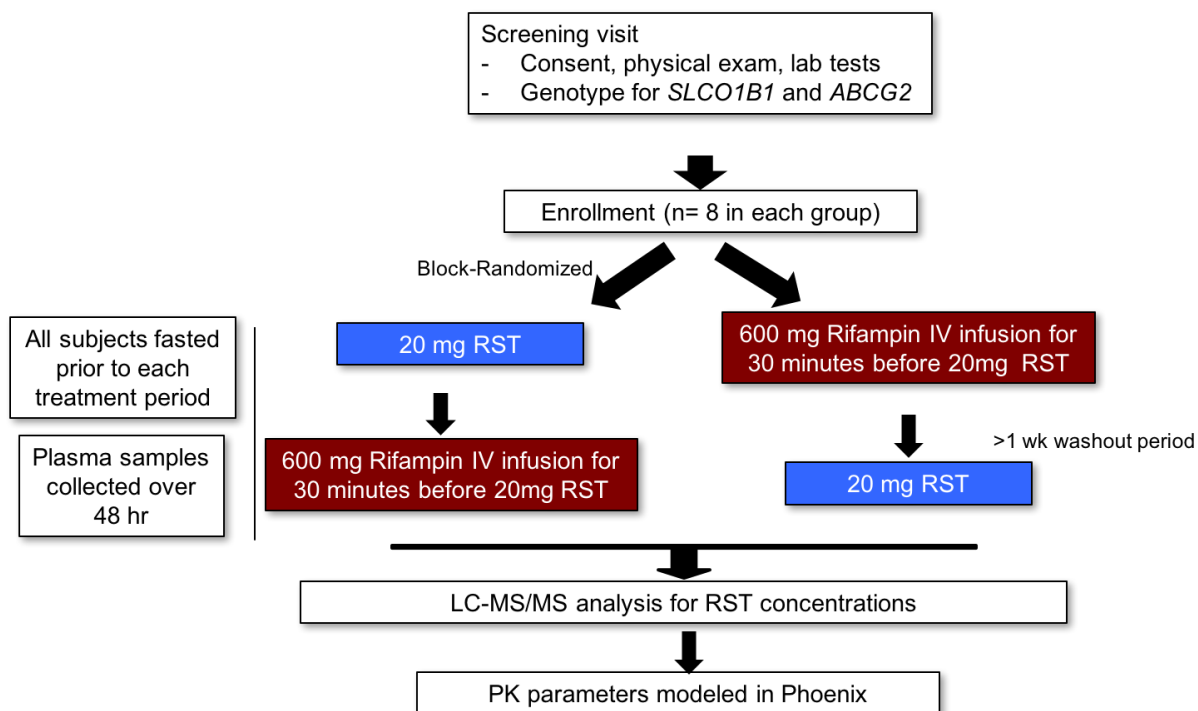 Screening visit
- Consent, physical exam, lab tests
- Genotype for SLCO1B1 and ABCG2
Enrollment (n= 8 in each group)
Block-Randomized
All subjects fasted
prior to each
treatment period
20 mg RST
600 mg Rifampin IV infusion for
30 minutes before 20mg RST
>1 wk washout period
Plasma samples
collected over
48 hr
600 mg Rifampin IV infusion for
30 minutes before 20mg RST
20 mg RST
LC-MS/MS analysis for RST concentrations
PK parameters modeled in Phoenix